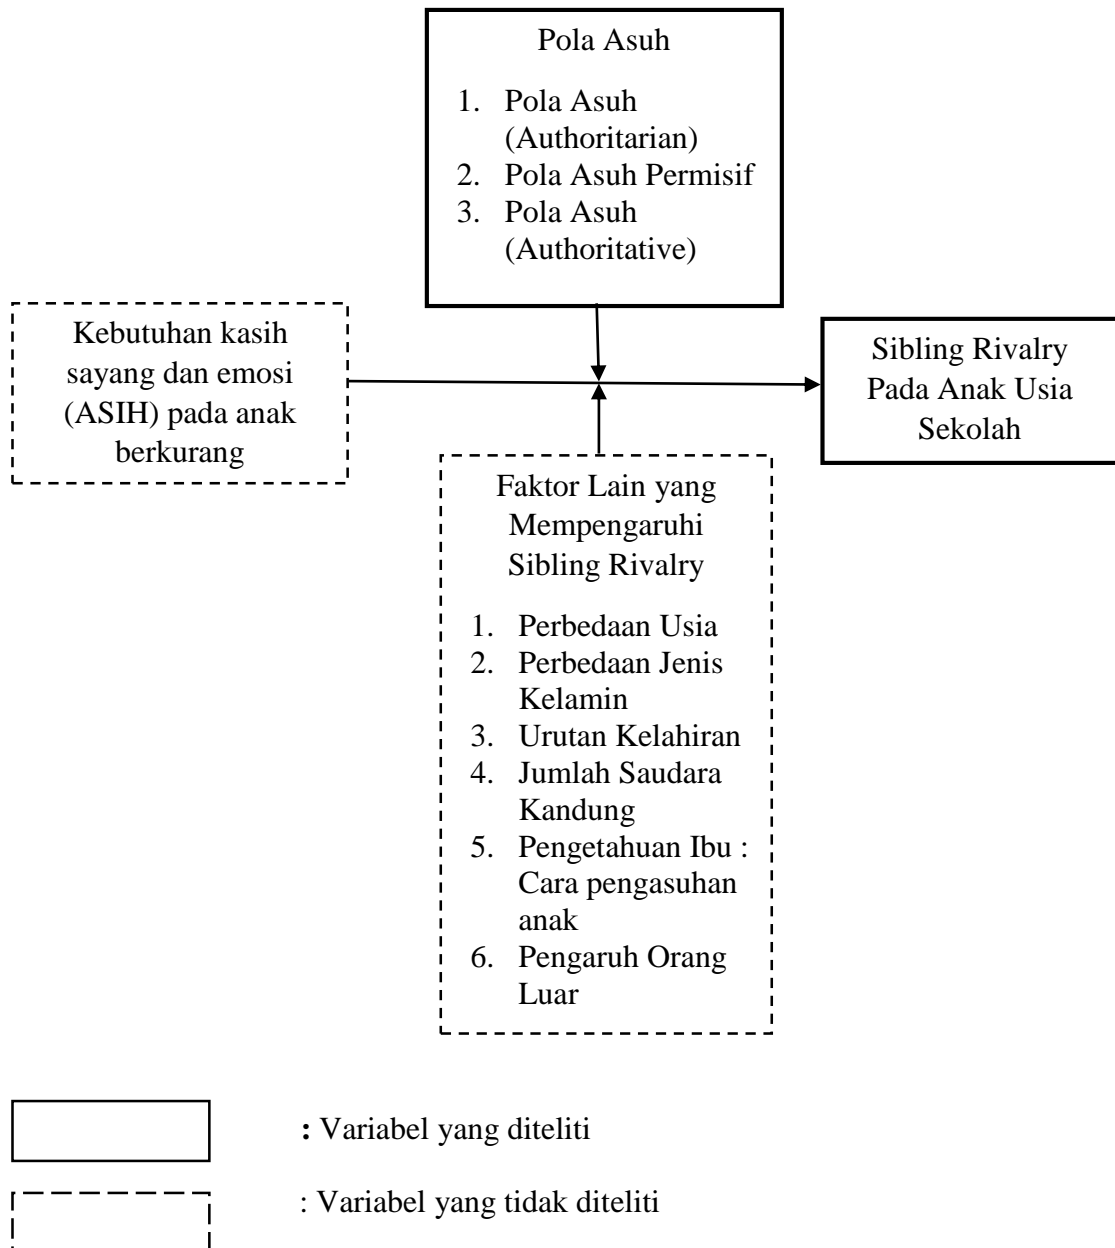 Pola Asuh
1. Pola Asuh
(Authoritarian)
2. Pola Asuh Permisif
3. Pola Asuh
(Authoritative)
Kebutuhan kasih
sayang dan emosi
(ASIH) pada anak
berkurang
Sibling Rivalry
Pada Anak Usia
Sekolah
Faktor Lain yang
Mempengaruhi
Sibling Rivalry
1. Perbedaan Usia
2. Perbedaan Jenis
Kelamin
3. Urutan Kelahiran
4. Jumlah Saudara
Kandung
5. Pengetahuan Ibu :
Cara pengasuhan
anak
6. Pengaruh Orang
Luar
: Variabel yang diteliti
: Variabel yang tidak diteliti